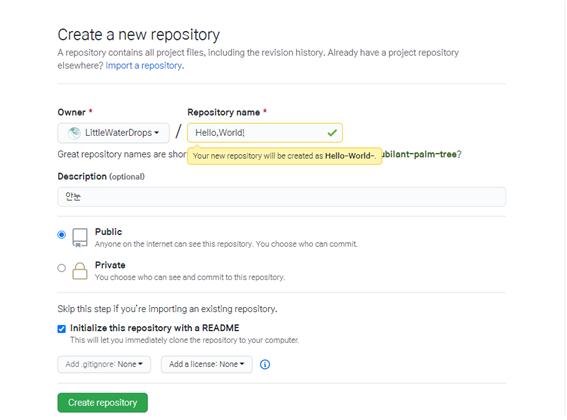 Create a new repository
A repository contains all project files, including the revision history. Already have a project repository
elsewhere? Import a repository.
Owner * Repository name *
LittleWaterDrops / Hello,World!
Great repository names are shor
Your new repository will be created as Hello-World-.
ubilant-palm-tree?
Description (optional)
안눈
Public
Anyone on the internet can see this repository. You choose who can commit.
Private
You choose who can see and commit to this repository.
Skip this step if you're importing an existing repository.
Initialize this repository with a README
This will let you immediately clone the repository to your computer.
Add .gitignore: None Add a license: None
Create repository